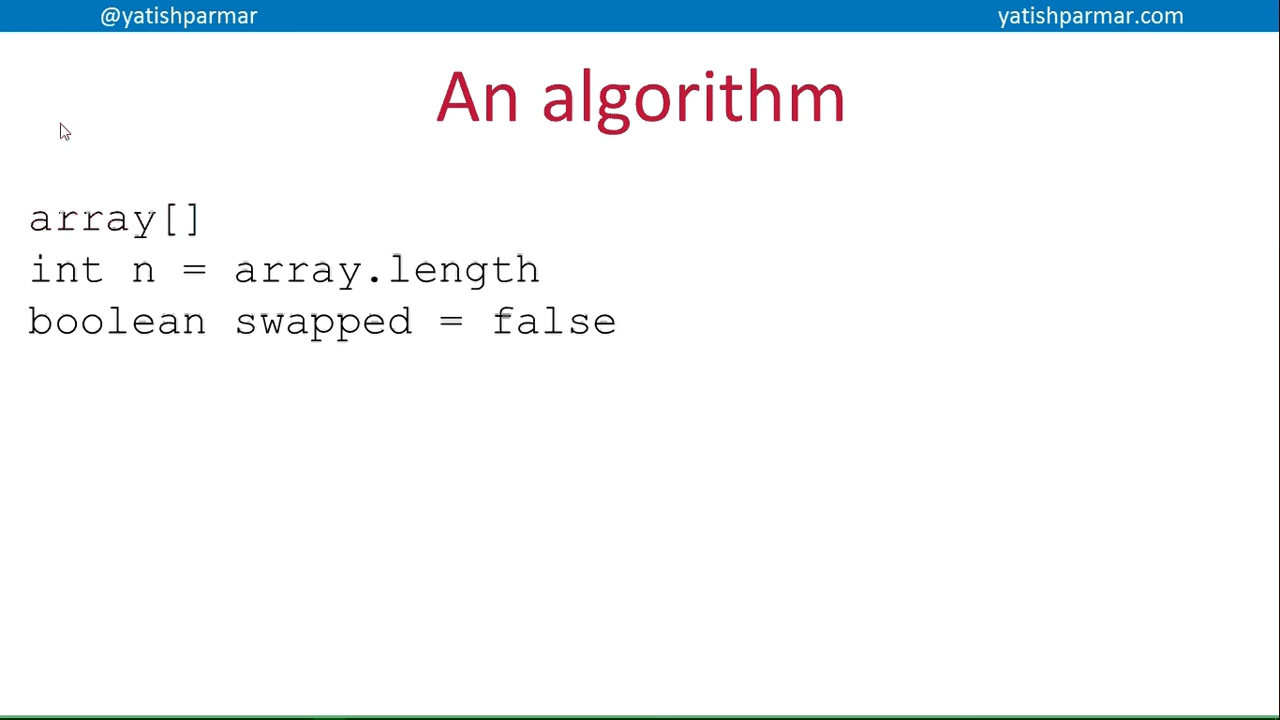 @yatishparmar
yatishparmar.com
An algorithm
array[]
int n = array.length
boolean swapped = false